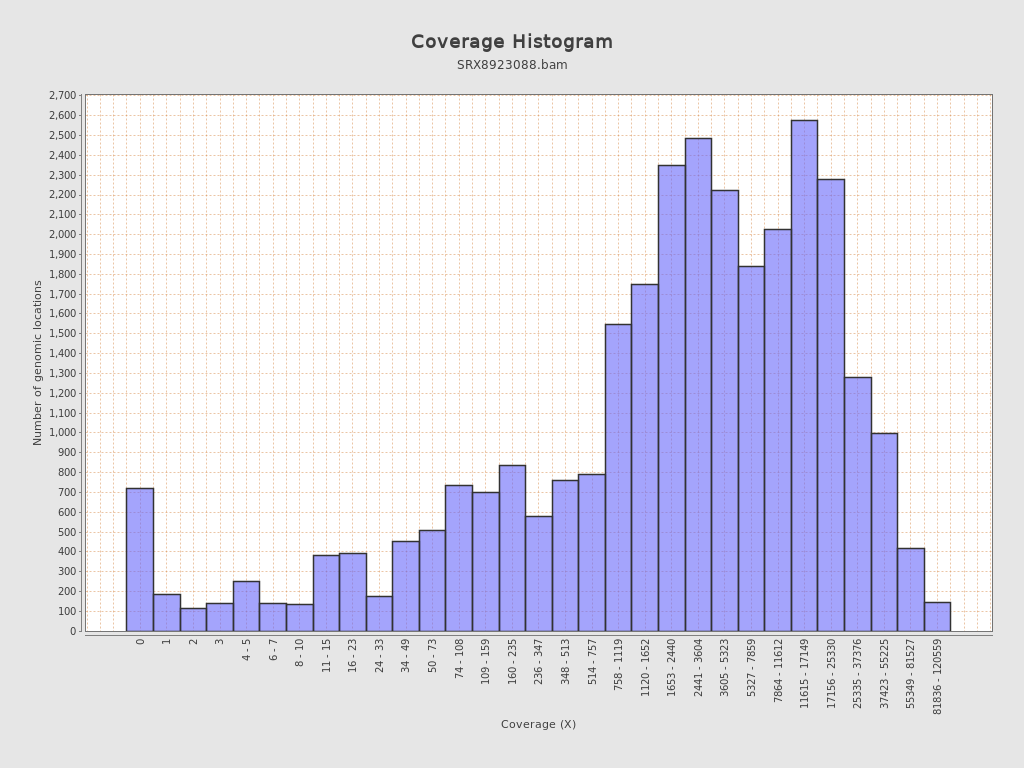 Coverage Histogram
SRX8923088.bam
2,700
2,600
2,500
2,400
2,300
2,200
2,100
2,000
1,900
1,800
1,700
1,600
1,500
1,400
1,300
1,200
1,100
1,000
900
800
700
600
500
400
300
200
100
0
Number of genomic locations
0
1
2
3
4 - 5
6 - 7
8 - 10
11 - 15
16 - 23
24 - 33
34 - 49
50 - 73
74 - 108
109 - 159
160 - 235
236 - 347
348 - 513
514 - 757
758 - 1119
1120 - 1652
1653 - 2440
2441 - 3604
3605 - 5323
5327 - 7859
7864 - 11612
11615 - 17149
17156 - 25330
25335 - 37376
37423 - 55225
55349 - 81527
81836 - 120559
Coverage (X)